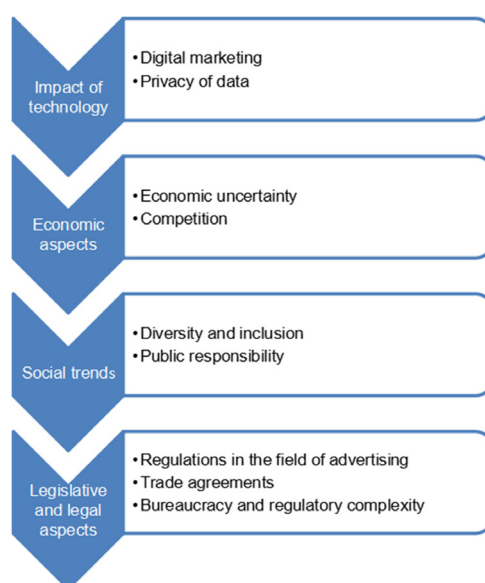 Impact of
technology
•Digital marketing
•Privacy of data
Economic
aspects
•Economic uncertainty
•Competition
Social trends
•Diversity and inclusion
•Public responsibility
Legislative
and legal
aspects
•Regulations in the field of advertising
•Trade agreements
•Bureaucracy and regulatory complexity